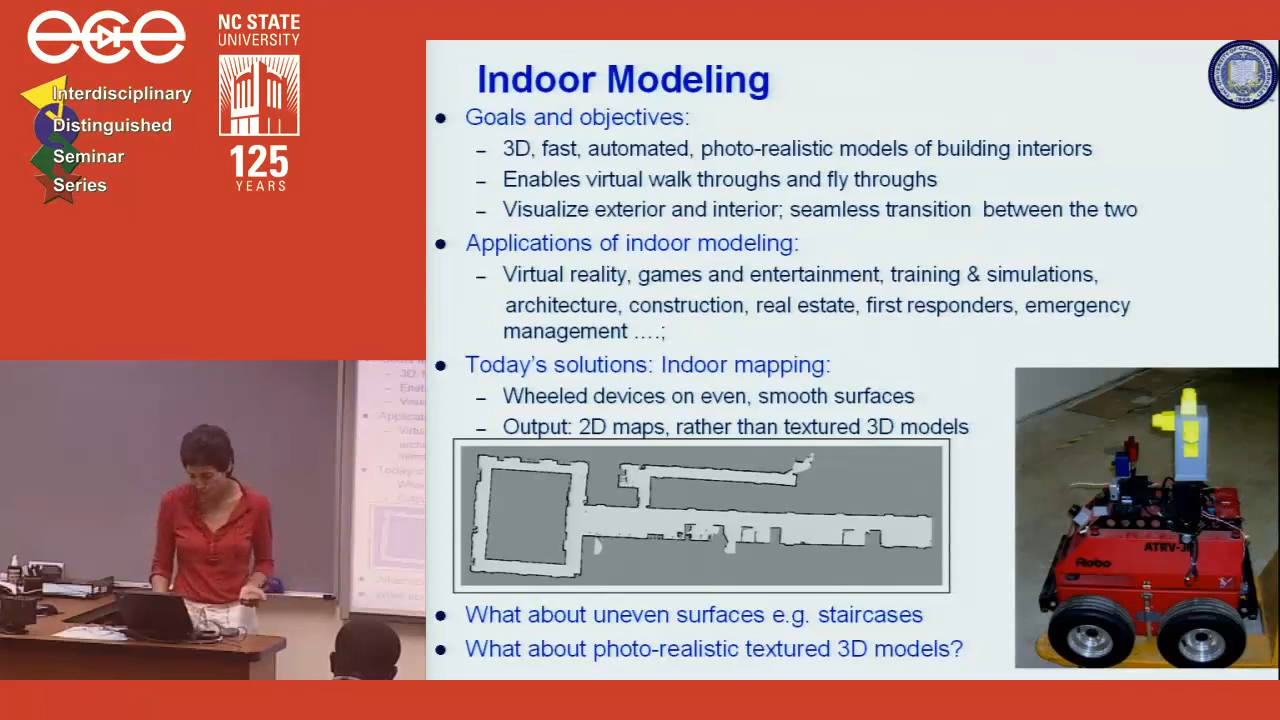 ece
NC STATE
UNIVERSITY
Interdisciplinary
Distinguished
Seminar
Series
125
YEARS
Indoor Modeling
• Goals and objectives:
– 3D, fast, automated, photo-realistic models of building interiors
– Enables virtual walk throughs and fly throughs
– Visualize exterior and interior; seamless transition between the two
• Applications of indoor modeling:
– Virtual reality, games and entertainment, training & simulations,
architecture, construction, real estate, first responders, emergency
management ….;
• Today's solutions: Indoor mapping:
– Wheeled devices on even, smooth surfaces
– Output: 2D maps, rather than textured 3D models
• What about uneven surfaces e.g. staircases
• What about photo-realistic textured 3D models?
iRobo